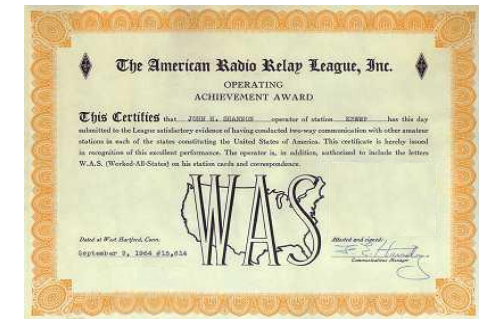 The American Radio Relay League, Inc.
OPERATING
ACHIEVEMENT AWARD
This Certifies that JOHN H. SHANNON operator of station has this day
submitted to the League satisfactory evidence of having conducted two-way communication with other amateur
stations in each of the states constituting the United States of America. This certificate is hereby issued
in recognition of this excellent performance. The operator is, in addition, authorized to include the letters
W.A.S. (Worked-All-States) on his station cards and correspondence.
WAS
Dated at West Hartford, Conn.
September 9, 1964 #15,614
Attested and signed:
Communications Manager